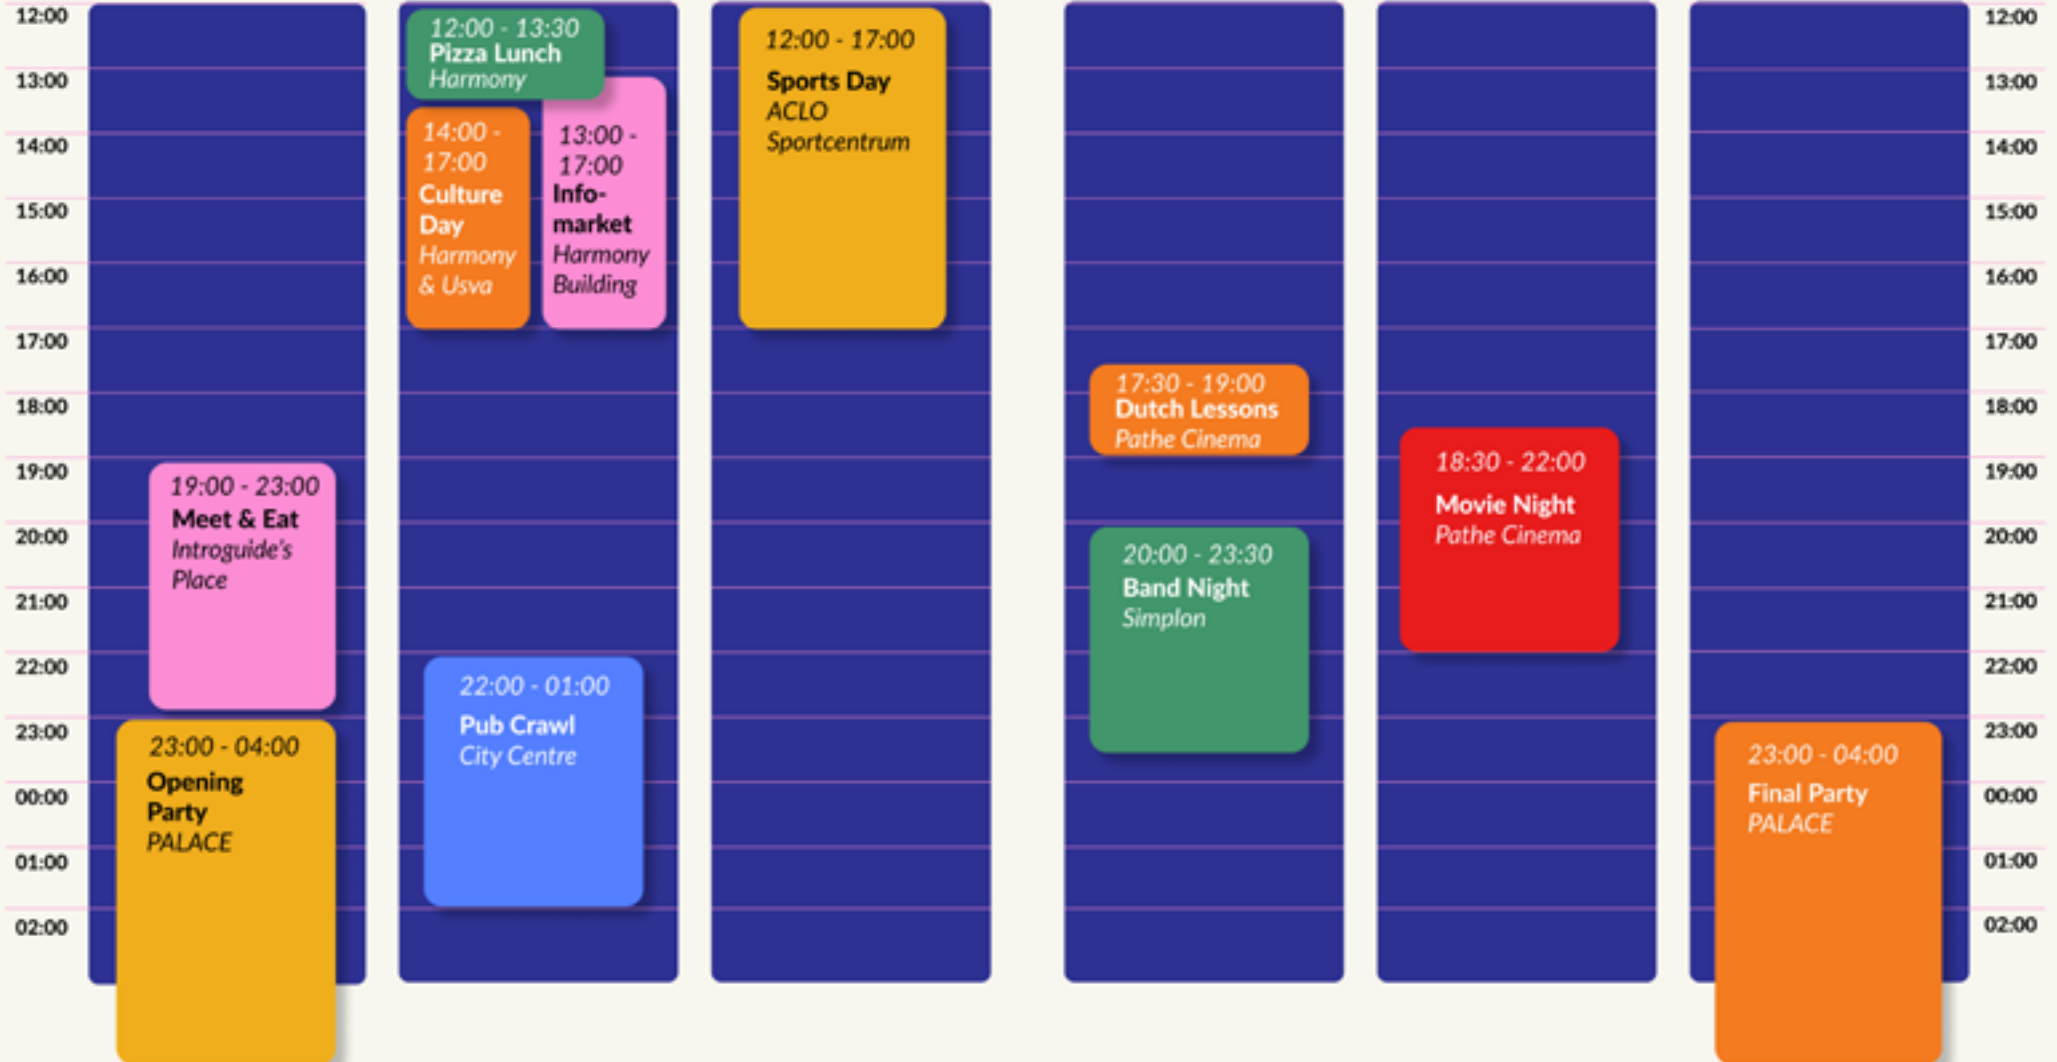 12:00
13:00
14:00
15:00
16:00
17:00
18:00
19:00
20:00
21:00
22:00
23:00
00:00
01:00
02:00
19:00 - 23:00
Meet & Eat
Introguide's
Place
23:00 - 04:00
Opening
Party
PALACE
12:00 - 13:30
Pizza Lunch
Harmony
14:00 -
17:00
Culture
Day
Harmony
& Usva
13:00 -
17:00
Info-
market
Harmony
Building
22:00 - 01:00
Pub Crawl
City Centre
12:00 - 17:00
Sports Day
ACLO
Sportcentrum
17:30 - 19:00
Dutch Lessons
Pathe Cinema
20:00 - 23:30
Band Night
Simplon
18:30 - 22:00
Movie Night
Pathe Cinema
23:00 - 04:00
Final Party
PALACE
12:00
13:00
14:00
15:00
16:00
17:00
18:00
19:00
20:00
21:00
22:00
23:00
00:00
01:00
02:00